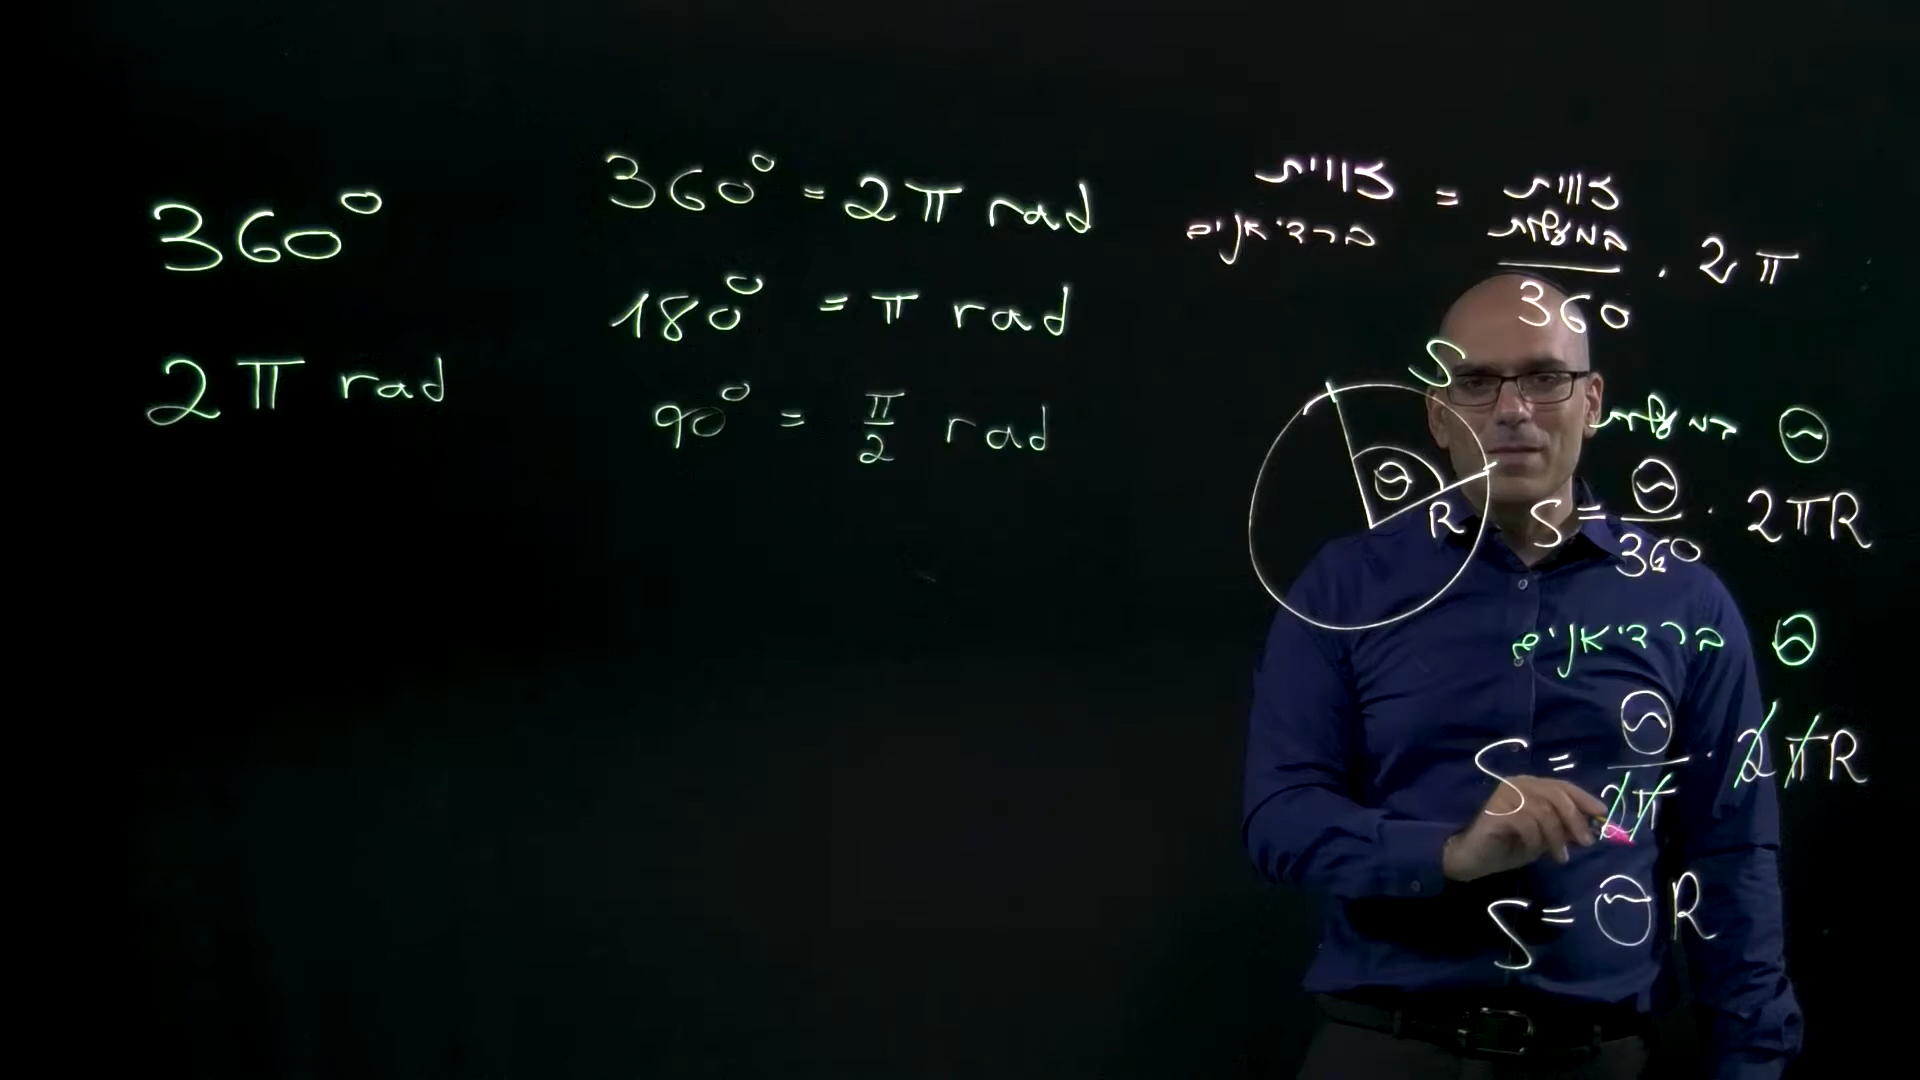 360°
2π rad
360° = 2π rad
180° = π rad
90° = π/2 rad
זווית ברדיאנים = זווית במעלות / 360 · 2π
S
θ
R
במעלות θ
S = θ/360 · 2πR
ברדיאנים θ
S = θ/2π · 2πR
S = θR